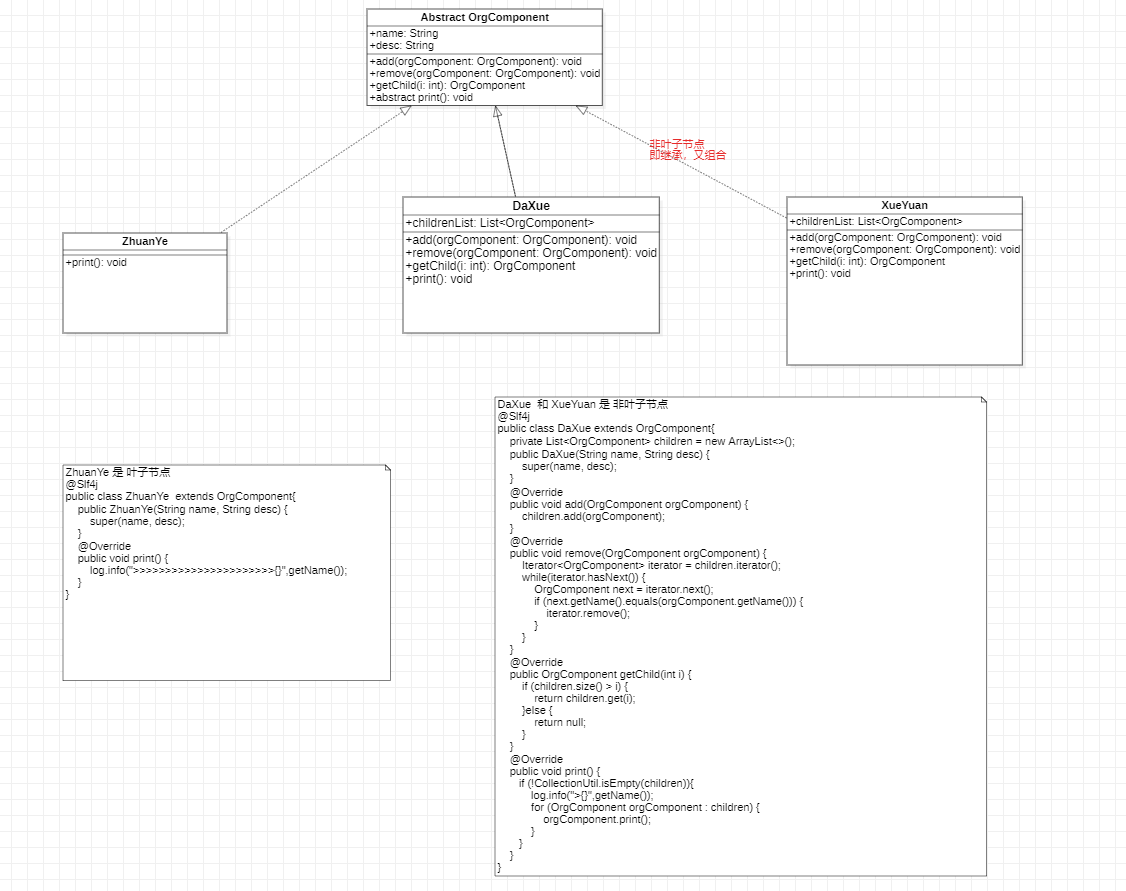 Abstract OrgComponent
+name: String
+desc: String
+add(orgComponent: OrgComponent): void
+remove(orgComponent: OrgComponent): void
+getChild(i: int): OrgComponent
+abstract print(): void
非叶子节点
即继承，又组合
ZhuanYe
+print(): void
DaXue
+childrenList: List<OrgComponent>
+add(orgComponent: OrgComponent): void
+remove(orgComponent: OrgComponent): void
+getChild(i: int): OrgComponent
+print(): void
XueYuan
+childrenList: List<OrgComponent>
+add(orgComponent: OrgComponent): void
+remove(orgComponent: OrgComponent): void
+getChild(i: int): OrgComponent
+print(): void
ZhuanYe 是 叶子节点
@Slf4j
public class ZhuanYe  extends OrgComponent{
    public ZhuanYe(String name, String desc) {
        super(name, desc);
    }
    @Override
    public void print() {
        log.info(">>>>>>>>>>>>>>>>>>>>>>{}",getName());
    }
}
DaXue  和 XueYuan 是 非叶子节点
@Slf4j
public class DaXue extends OrgComponent{
    private List<OrgComponent> children = new ArrayList<>();
    public DaXue(String name, String desc) {
        super(name, desc);
    }
    @Override
    public void add(OrgComponent orgComponent) {
        children.add(orgComponent);
    }
    @Override
    public void remove(OrgComponent orgComponent) {
        Iterator<OrgComponent> iterator = children.iterator();
        while(iterator.hasNext()) {
            OrgComponent next = iterator.next();
            if (next.getName().equals(orgComponent.getName())) {
                iterator.remove();
            }
        }
    }
    @Override
    public OrgComponent getChild(int i) {
        if (children.size() > i) {
            return children.get(i);
        }else {
            return null;
        }
    }
    @Override
    public void print() {
       if (!CollectionUtil.isEmpty(children)){
           log.info(">{}",getName());
           for (OrgComponent orgComponent : children) {
               orgComponent.print();
           }
       }
    }
}